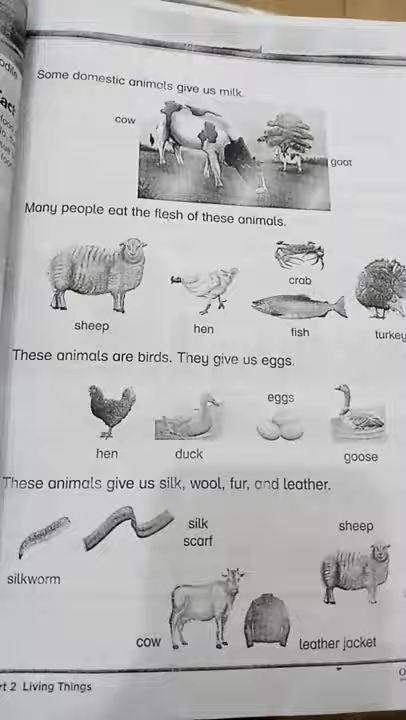 Some domestic animals give us milk.
cow
goat
Many people eat the flesh of these animals.
crab
sheep
hen
fish
turkey
These animals are birds. They give us eggs.
eggs
hen
duck
goose
These animals give us silk, wool, fur, and leather.
silk
scarf
sheep
silkworm
cow
leather jacket
2 Living Things